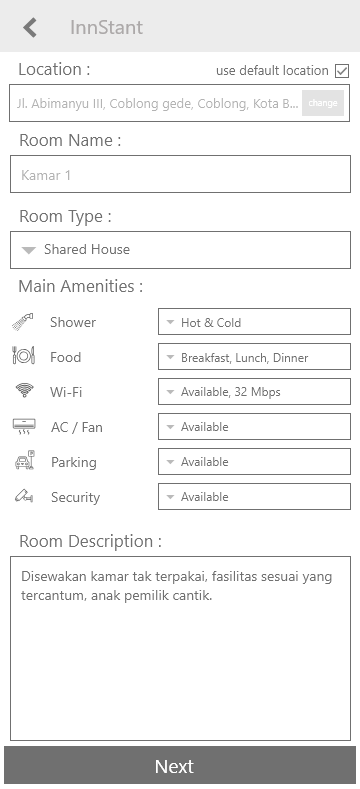 InnStant
Location :
use default location
Jl. Abimanyu III, Coblong gede, Coblong, Kota B...
change
Room Name :
Kamar 1
Room Type :
Shared House
Main Amenities :
Shower
Hot & Cold
Food
Breakfast, Lunch, Dinner
Wi-Fi
Available, 32 Mbps
AC / Fan
Available
Parking
Available
Security
Available
Room Description :
Disewakan kamar tak terpakai, fasilitas sesuai yang
tercantum, anak pemilik cantik.
Next